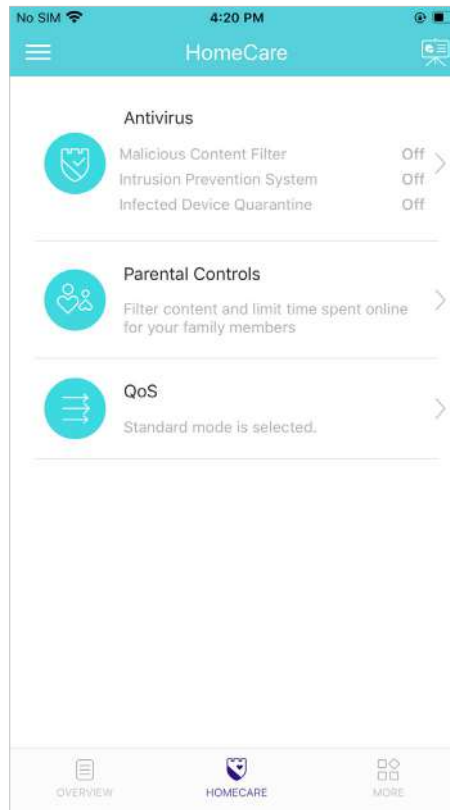 No SIM 4:20 PM
HomeCare
Antivirus
Malicious Content Filter Off
Intrusion Prevention System Off
Infected Device Quarantine Off
Parental Controls
Filter content and limit time spent online
for your family members
QoS
Standard mode is selected.
OVERVIEW HOMECARE MORE